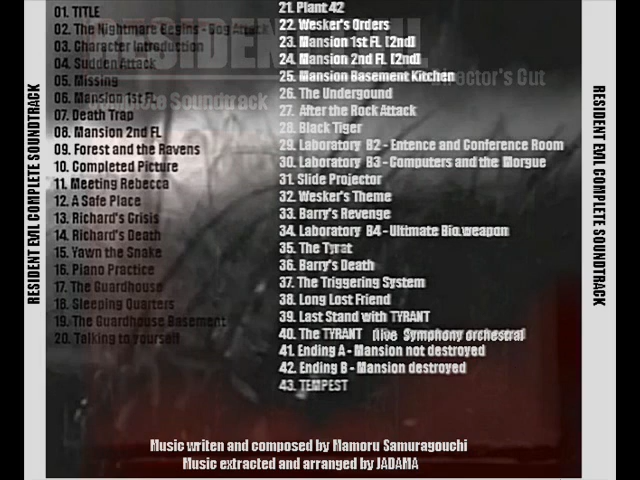 RESIDENT EVIL
Director's Cut
Complete Soundtrack
01. TITLE
02. The Nightmare Begins - Dog Attack
03. Character Introduction
04. Sudden Attack
05. Missing
06. Mansion 1st FL
07. Death Trap
08. Mansion 2nd FL
09. Forest and the Ravens
10. Completed Picture
11. Meeting Rebecca
12. A Safe Place
13. Richard's Crisis
14. Richard's Death
15. Yawn the Snake
16. Piano Practice
17. The Guardhouse
18. Sleeping Quarters
19. The Guardhouse Basement
20. Talking to yourself
21. Plant 42
22. Wesker's Orders
23. Mansion 1st FL [2nd]
24. Mansion 2nd FL [2nd]
25. Mansion Basement Kitchen
26. The Undergound
27. After the Rock Attack
28. Black Tiger
29. Laboratory B2 - Entence and Conference Room
30. Laboratory B3 - Computers and the Morgue
31. Slide Projector
32. Wesker's Theme
33. Barry's Revenge
34. Laboratory B4 - Ultimate Bio.weapon
35. The Tyrat
36. Barry's Death
37. The Triggering System
38. Long Lost Friend
39. Last Stand with TYRANT
40. The TYRANT [live Symphony orchestral]
41. Ending A - Mansion not destroyed
42. Ending B - Mansion destroyed
43. TEMPEST
Music writen and composed by Mamoru Samuragouchi
Music extracted and arranged by JADAMA
RESIDENT EVIL COMPLETE SOUNDTRACK
RESIDENT EVIL COMPLETE SOUNDTRACK